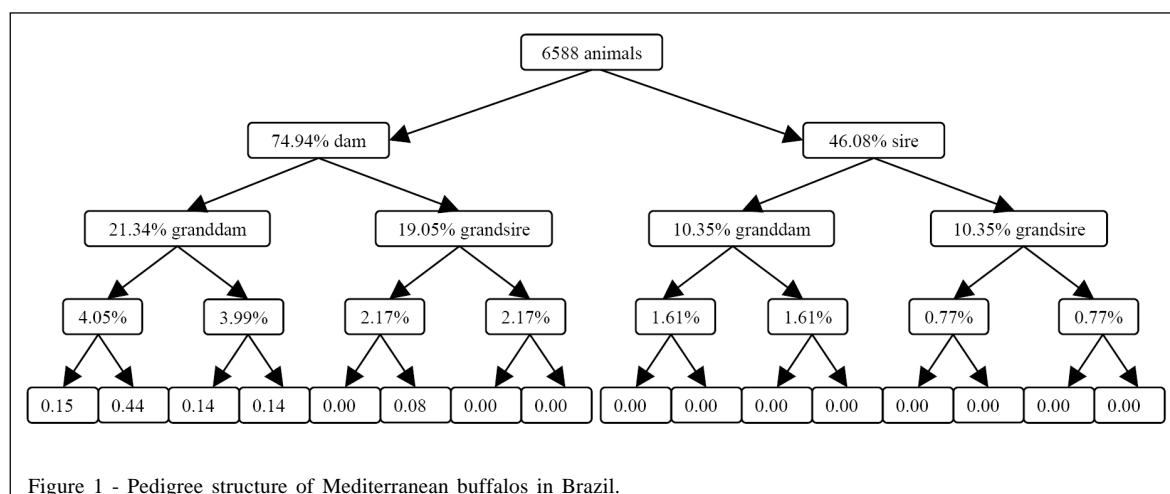 6588 animals
74.94% dam 46.08% sire
21.34% granddam 19.05% grandsire 10.35% granddam 10.35% grandsire
4.05% 3.99% 2.17% 2.17% 1.61% 1.61% 0.77% 0.77%
0.15 0.44 0.14 0.14 0.00 0.08 0.00 0.00 0.00 0.00 0.00 0.00 0.00 0.00 0.00 0.00
Figure 1 - Pedigree structure of Mediterranean buffalos in Brazil.